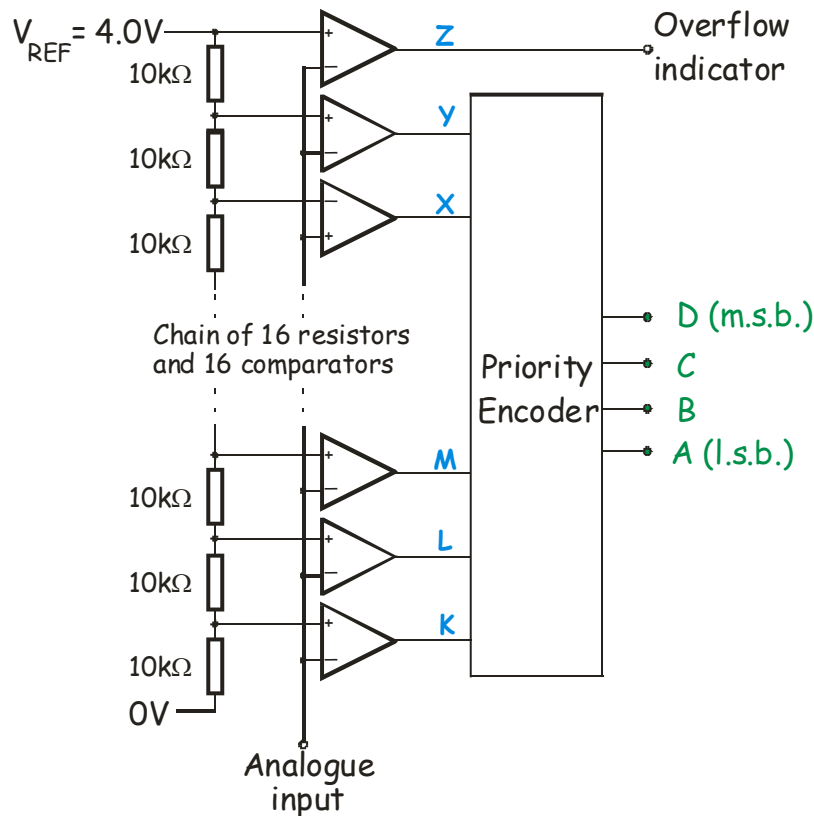 V_REF = 4.0V
10kΩ
10kΩ
10kΩ
Chain of 16 resistors
and 16 comparators
10kΩ
10kΩ
10kΩ
0V
Analogue
input
+
−
+
−
−
+
+
−
+
−
+
−
Z
Y
X
M
L
K
Priority
Encoder
Overflow
indicator
D (m.s.b.)
C
B
A (l.s.b.)